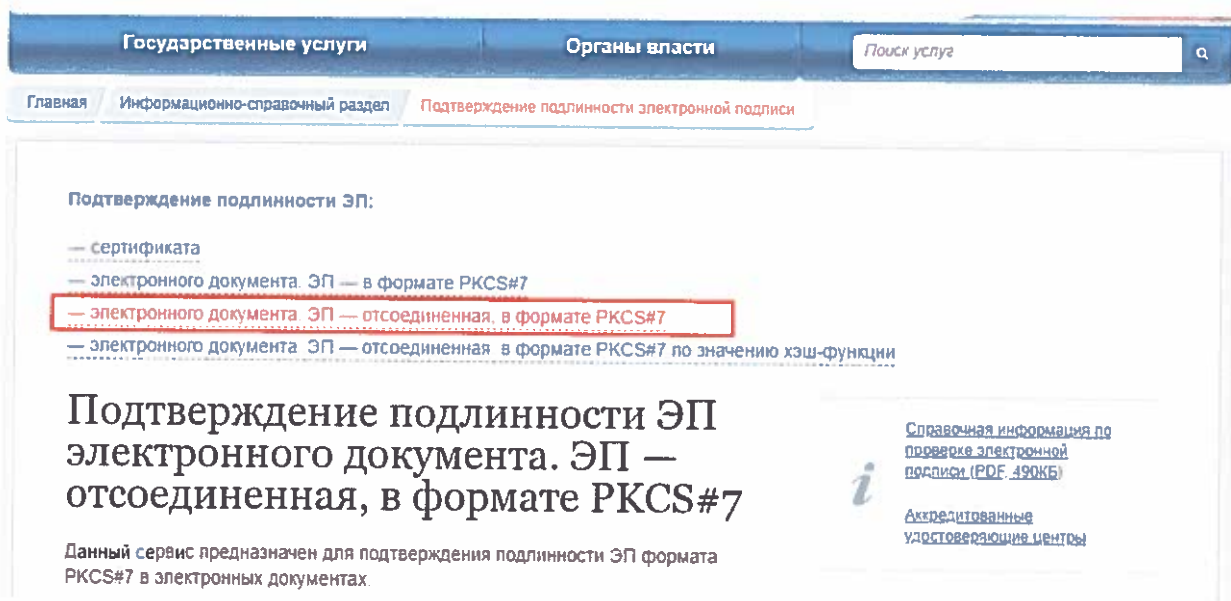 Государственные услуги Органы власти Поиск услуг
Главная Информационно-справочный раздел Подтверждение подлинности электронной подписи
Подтверждение подлинности ЭП:
— сертификата
— электронного документа. ЭП — в формате PKCS#7
— электронного документа. ЭП — отсоединенная, в формате PKCS#7
— электронного документа. ЭП — отсоединенная в формате PKCS#7 по значению хэш-функции
Подтверждение подлинности ЭП
электронного документа. ЭП —
отсоединенная, в формате PKCS#7
Справочная информация по
проверке электронной
подписи (PDF, 490КБ)
Аккредитованные
удостоверяющие центры
Данный сервис предназначен для подтверждения подлинности ЭП формата
PKCS#7 в электронных документах.